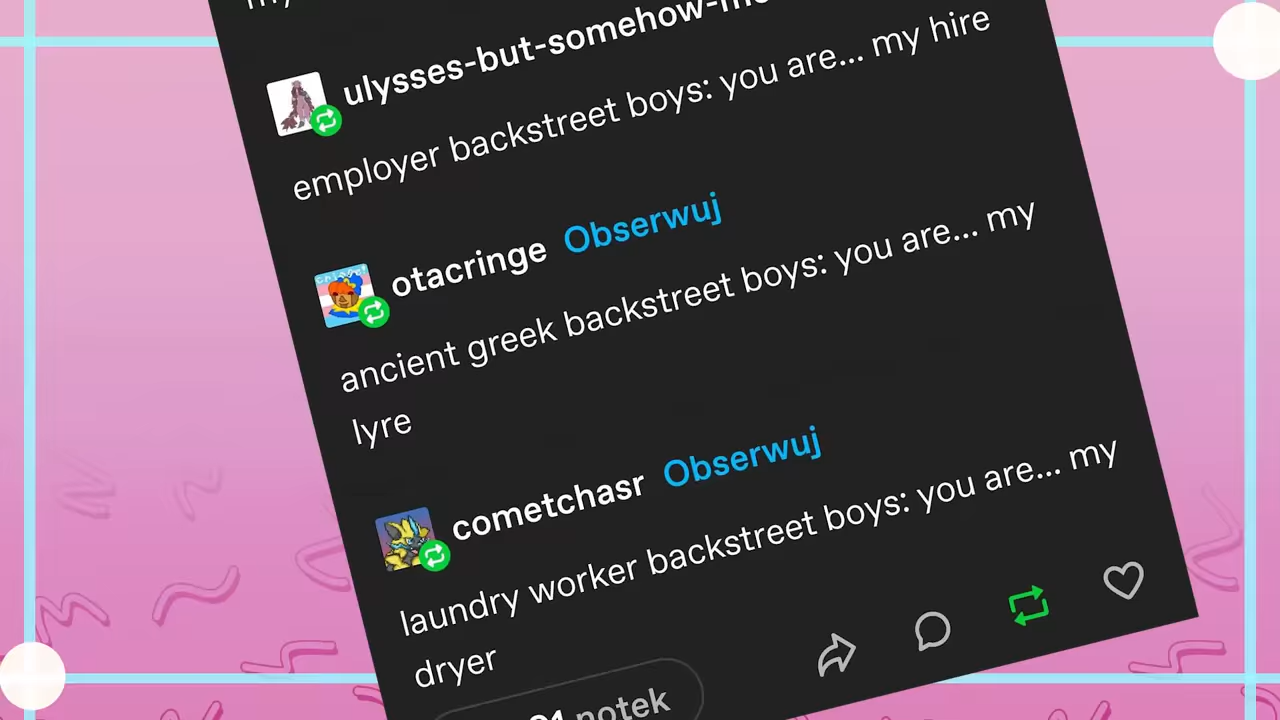 my
ulysses-but-somehow-
employer backstreet boys: you are... my hire
otacringe Obserwuj
ancient greek backstreet boys: you are... my
lyre
cometchasr Obserwuj
laundry worker backstreet boys: you are... my
dryer
notek